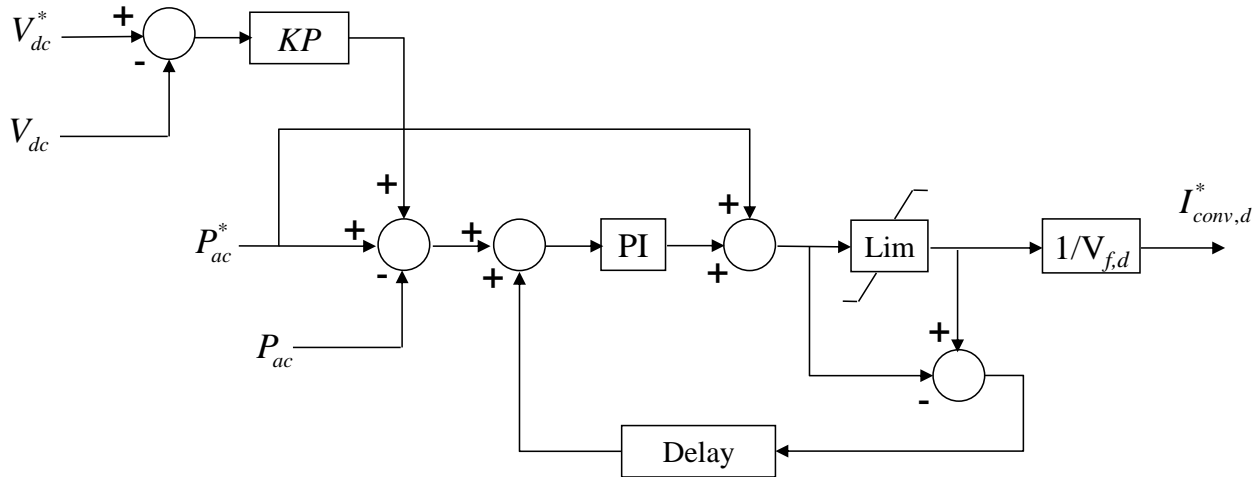 V*dc
+
-
KP
Vdc
+
+
+
P*ac
+
-
+
+
PI
+
Lim
1/Vf,d
I*conv,d
Pac
+
-
Delay